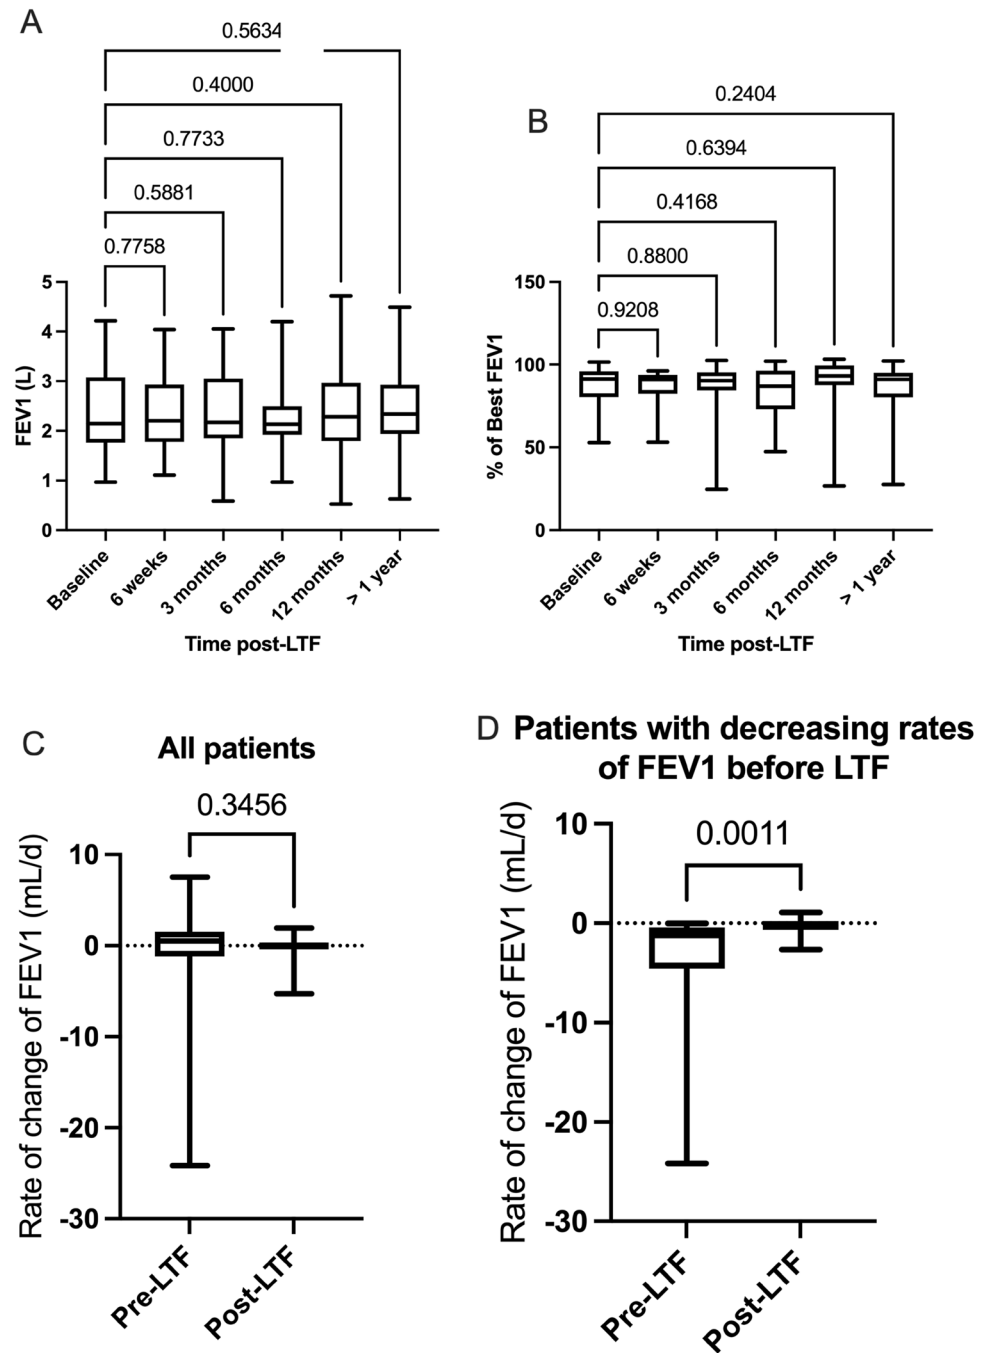 A
0.5634
0.4000
0.7733
0.5881
0.7758
5
4
3
2
1
0
FEV1 (L)
Baseline
6 weeks
3 months
6 months
12 months
> 1 year
Time post-LTF
B
0.2404
0.6394
0.4168
0.8800
0.9208
150
100
50
0
% of Best FEV1
Baseline
6 weeks
3 months
6 months
12 months
> 1 year
Time post-LTF
C
All patients
0.3456
10
0
-10
-20
-30
Rate of change of FEV1 (mL/d)
Pre-LTF
Post-LTF
D
Patients with decreasing rates
of FEV1 before LTF
0.0011
10
0
-10
-20
-30
Rate of change of FEV1 (mL/d)
Pre-LTF
Post-LTF